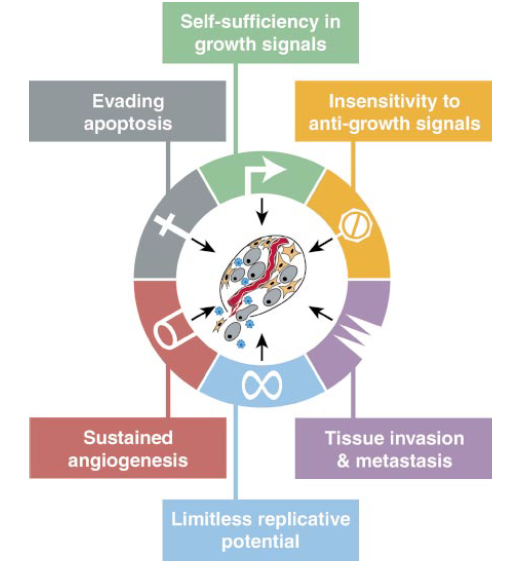 Self-sufficiency in
growth signals
Evading
apoptosis
Insensitivity to
anti-growth signals
Sustained
angiogenesis
Tissue invasion
& metastasis
Limitless replicative
potential